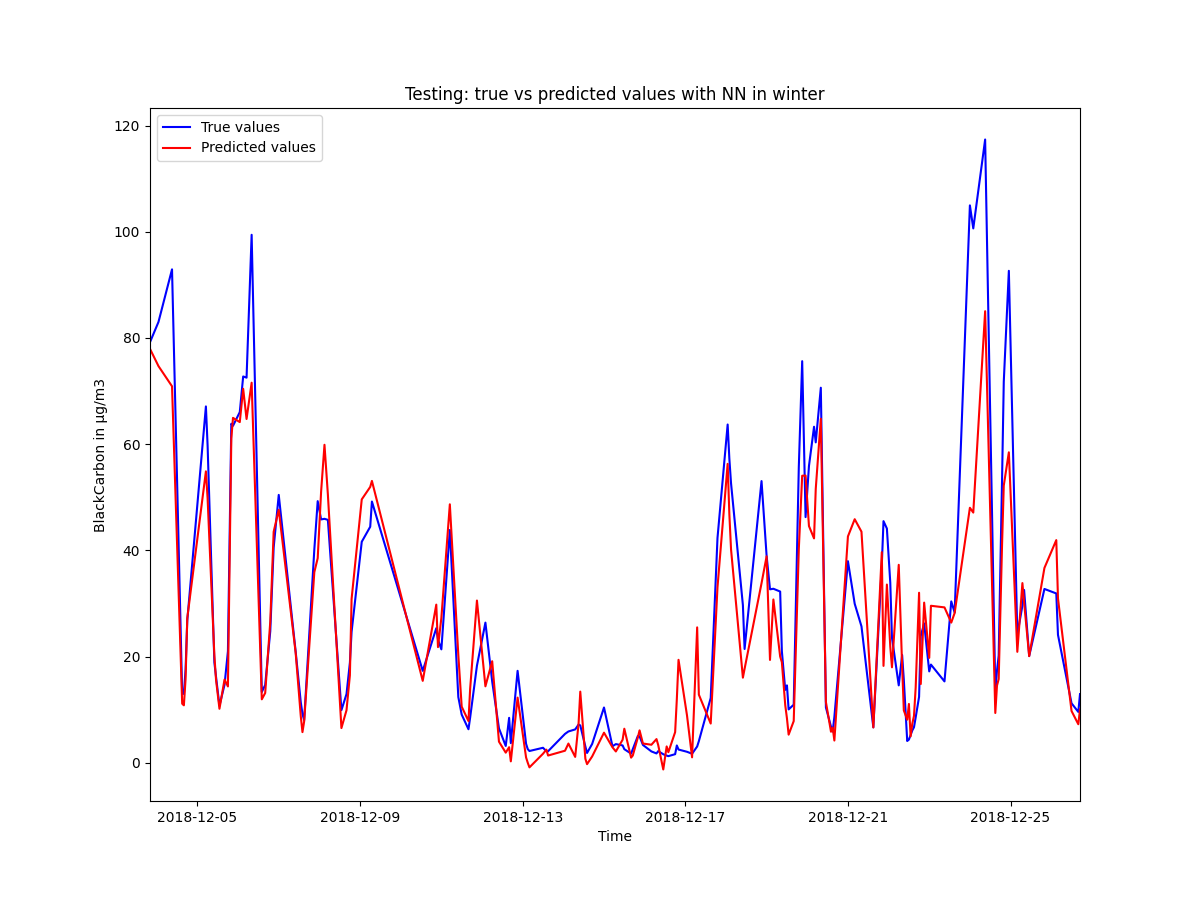 Testing: true vs predicted values with NN in winter
True values
Predicted values
120
100
80
60
40
20
0
BlackCarbon in µg/m3
2018-12-05 2018-12-09 2018-12-13 2018-12-17 2018-12-21 2018-12-25
Time